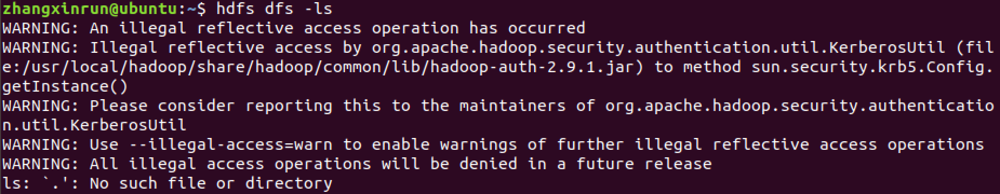 zhangxinrun@ubuntu:~$ hdfs dfs -ls
WARNING: An illegal reflective access operation has occurred
WARNING: Illegal reflective access by org.apache.hadoop.security.authentication.util.KerberosUtil (fil
e:/usr/local/hadoop/share/hadoop/common/lib/hadoop-auth-2.9.1.jar) to method sun.security.krb5.Config.
getInstance()
WARNING: Please consider reporting this to the maintainers of org.apache.hadoop.security.authenticatio
n.util.KerberosUtil
WARNING: Use --illegal-access=warn to enable warnings of further illegal reflective access operations
WARNING: All illegal access operations will be denied in a future release
ls: `.': No such file or directory